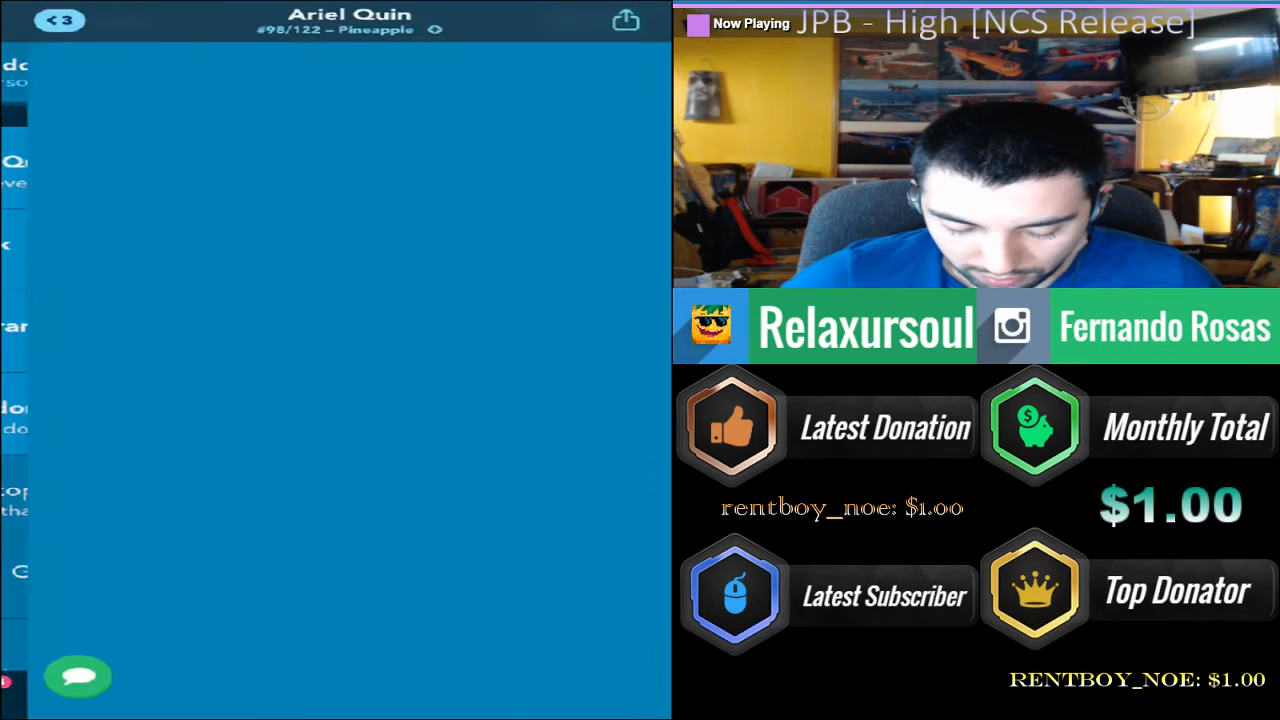 <3
Ariel Quin
#98/122 – Pineapple
Now Playing
JPB - High [NCS Release]
Relaxursoul
Fernando Rosas
Latest Donation
Monthly Total
rentboy_noe: $1.00
$1.00
Latest Subscriber
Top Donator
RENTBOY_NOE: $1.00